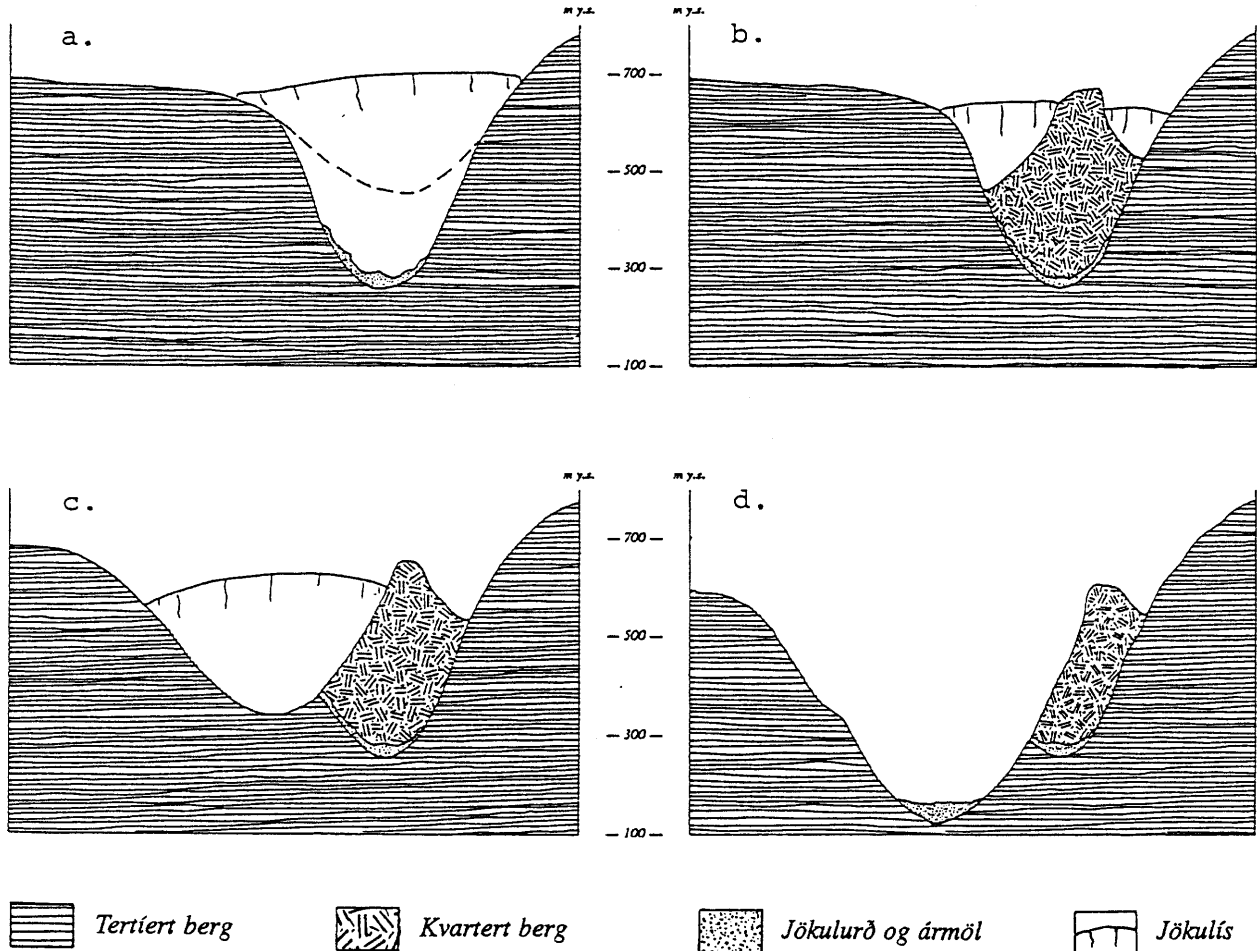 a.
m y.s.
m y.s.
b.
— 700 —
— 500 —
— 300 —
— 100 —
c.
m y.s.
m y.s.
d.
— 700 —
— 500 —
— 300 —
— 100 —
Tertíert berg
Kvartert berg
Jökulurð og ármöl
Jökulís